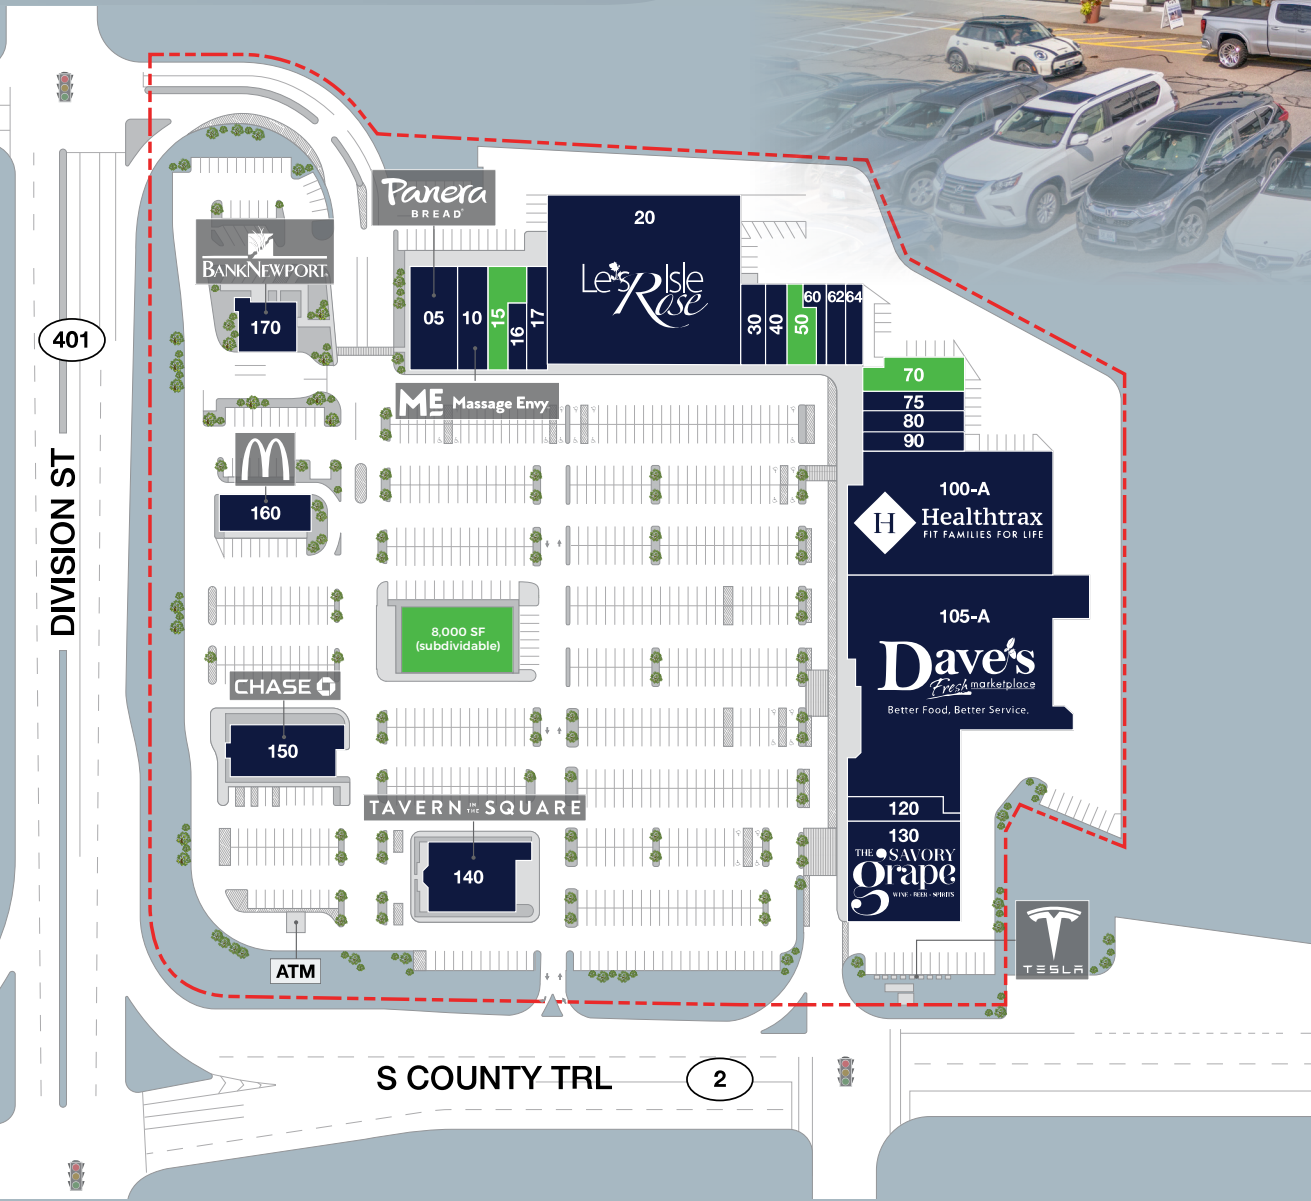 Panera
BREAD
20
Le's Isle
Rose
BANKNEWPORT
170
05
10
15
16
17
30
40
50
60
62
64
401
ME Massage Envy
70
75
80
90
160
100-A
H Healthtrax
FIT FAMILIES FOR LIFE
DIVISION ST
8,000 SF
(subdividable)
105-A
Dave's
Fresh marketplace
Better Food, Better Service.
CHASE
150
TAVERN IN THE SQUARE
140
120
130
THE SAVORY
grape
WINE • BEER • SPIRITS
ATM
TESLA
S COUNTY TRL
2